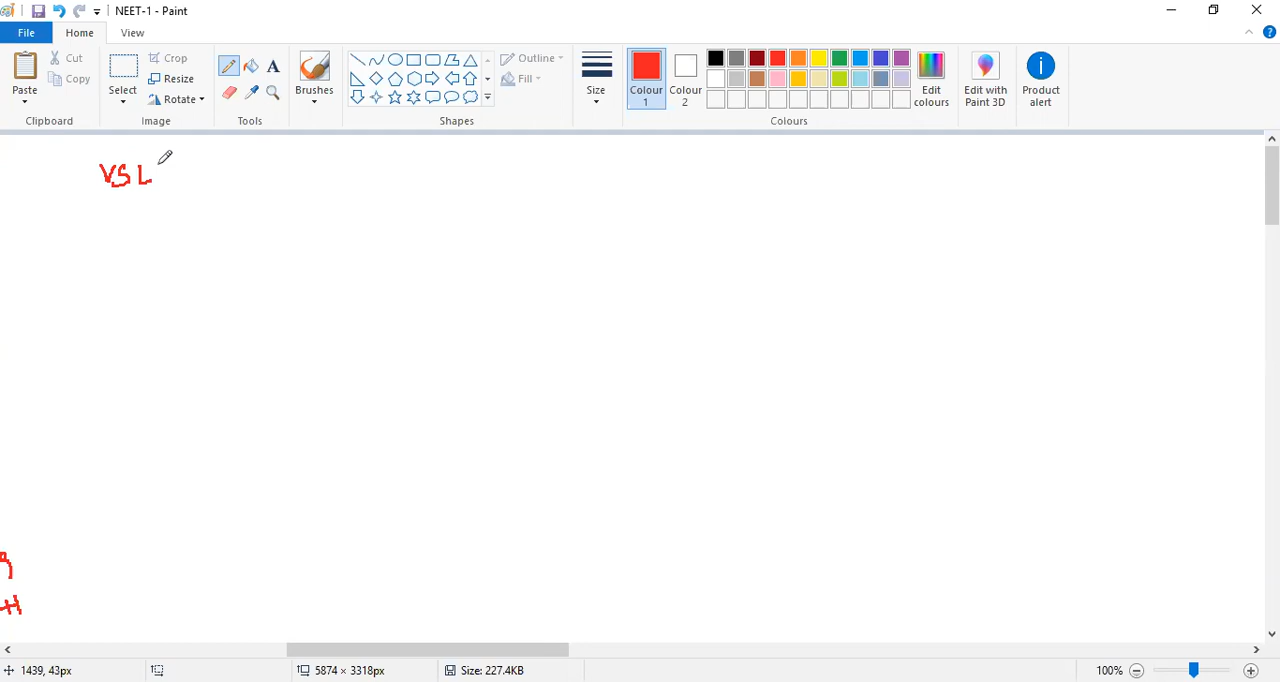 NEET-1 - Paint
File Home View
Paste
Cut
Copy
Clipboard
Select
Crop
Resize
Rotate
Image
A
Tools
Brushes
Outline
Fill
Shapes
Size
Colour 1
Colour 2
Edit colours
Colours
Edit with Paint 3D
Product alert
VSL
H
1439, 43px
5874 × 3318px
Size: 227.4KB
100%